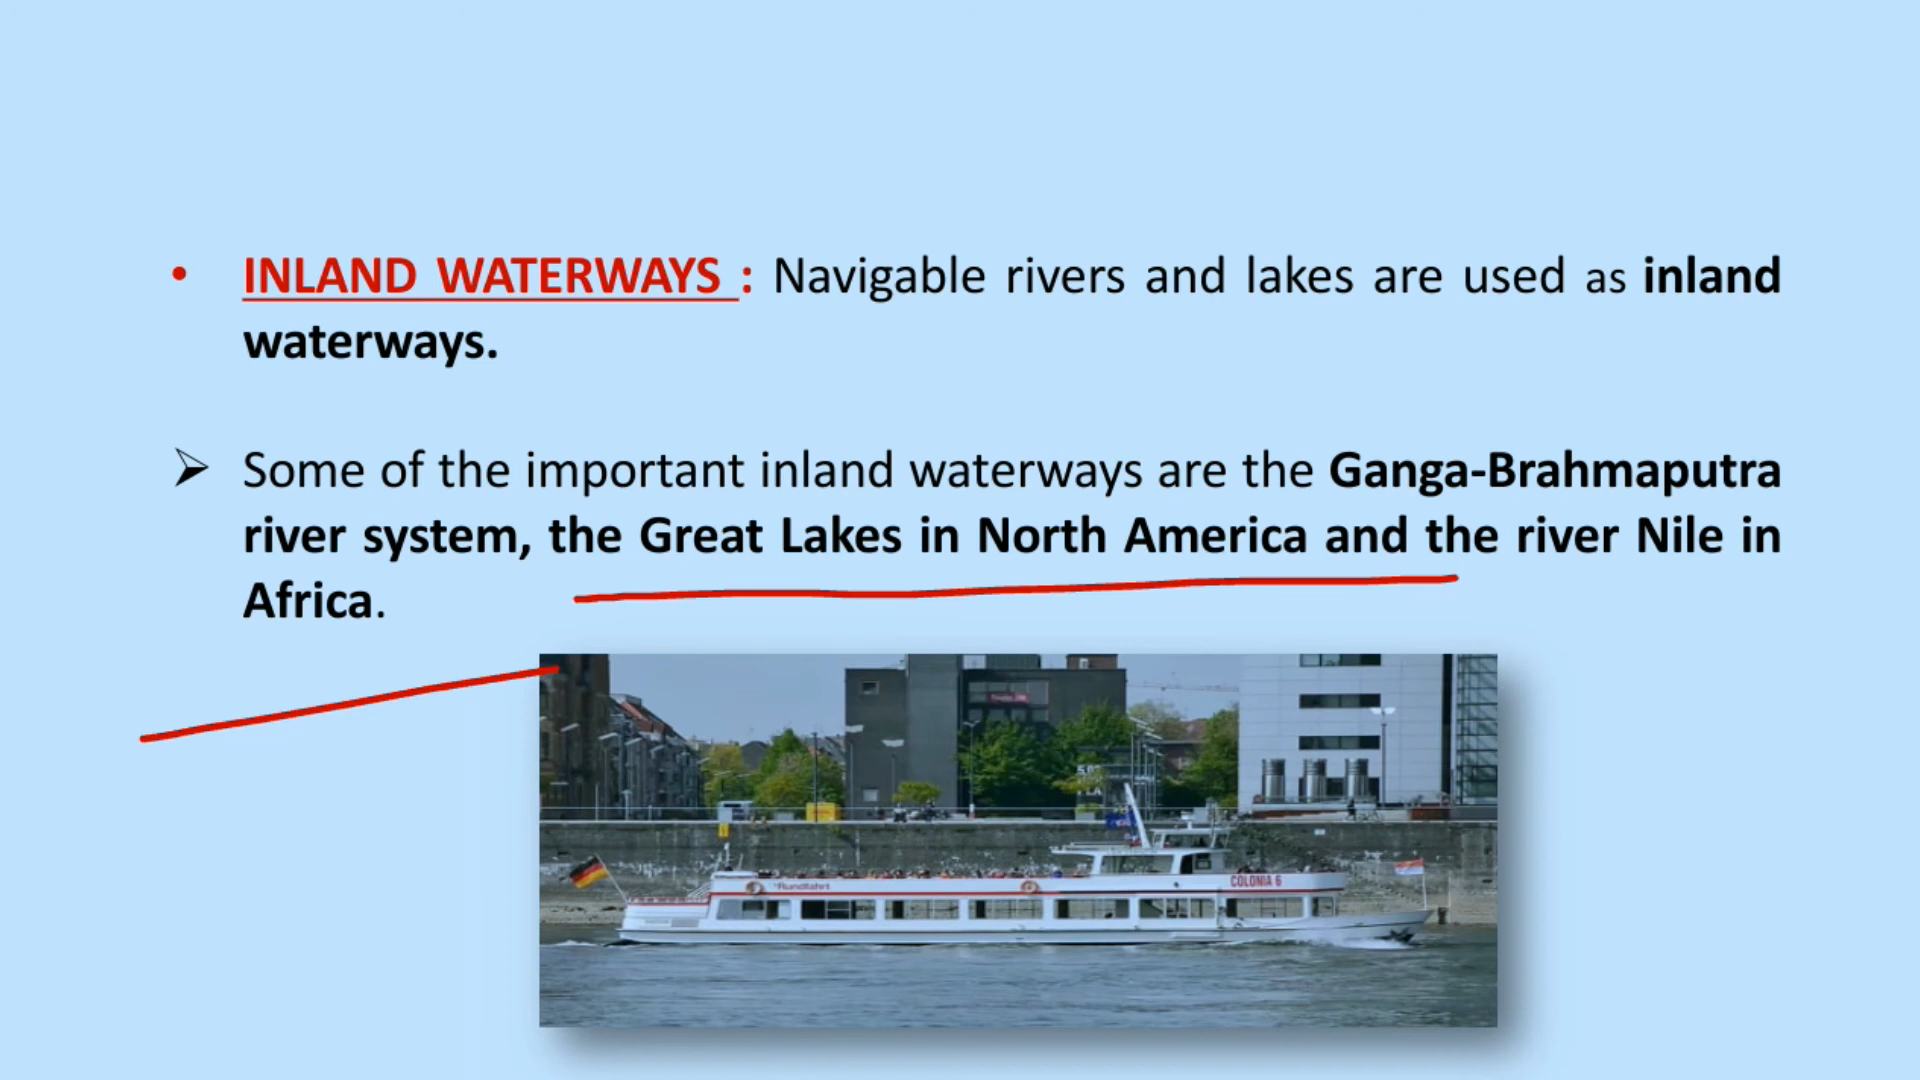 • INLAND WATERWAYS : Navigable rivers and lakes are used as inland
waterways.
➢ Some of the important inland waterways are the Ganga-Brahmaputra
river system, the Great Lakes in North America and the river Nile in
Africa.
Rundfahrt
COLONIA 6